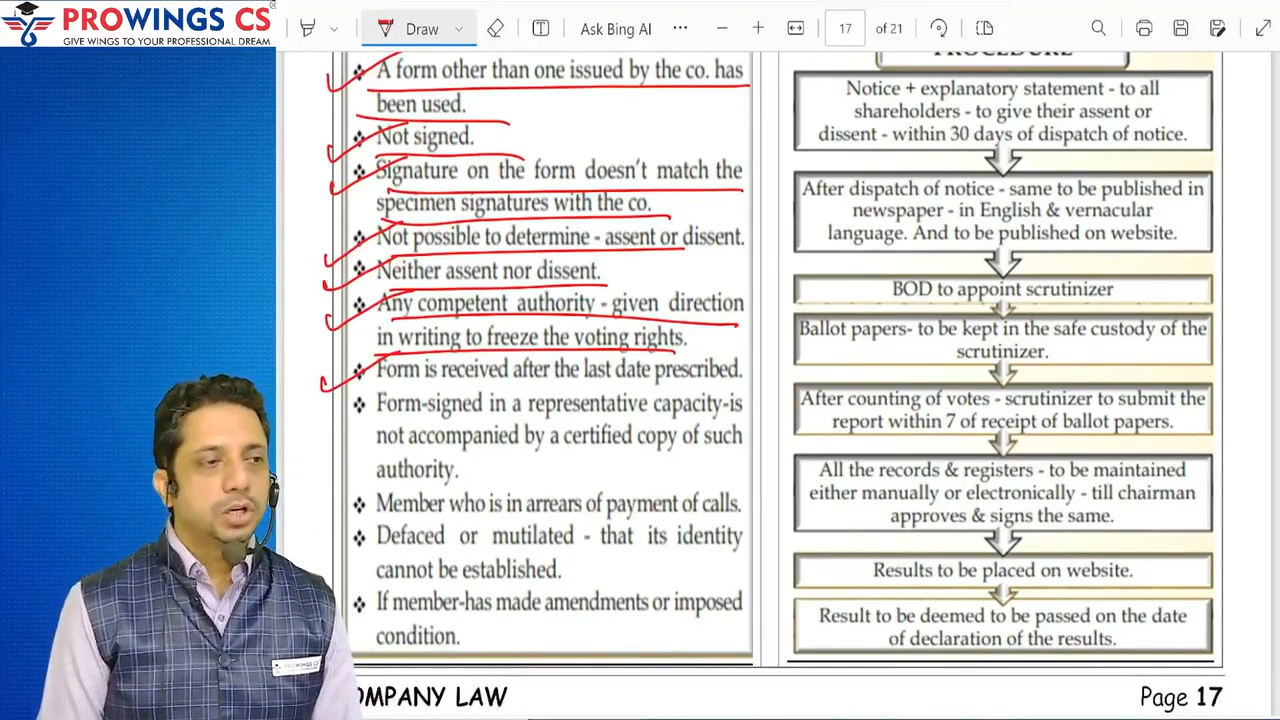 PROWINGS CS
GIVE WINGS TO YOUR PROFESSIONAL DREAM
Draw
Ask Bing AI
17
of 21
❖ A form other than one issued by the co. has
been used.
❖ Not signed.
❖ Signature on the form doesn't match the
specimen signatures with the co.
❖ Not possible to determine - assent or dissent.
❖ Neither assent nor dissent.
❖ Any competent authority - given direction
in writing to freeze the voting rights.
❖ Form is received after the last date prescribed.
❖ Form-signed in a representative capacity-is
not accompanied by a certified copy of such
authority.
❖ Member who is in arrears of payment of calls.
❖ Defaced or mutilated - that its identity
cannot be established.
❖ If member-has made amendments or imposed
condition.
PROCEDURE
Notice + explanatory statement - to all
shareholders - to give their assent or
dissent - within 30 days of dispatch of notice.
After dispatch of notice - same to be published in
newspaper - in English & vernacular
language. And to be published on website.
BOD to appoint scrutinizer
Ballot papers- to be kept in the safe custody of the
scrutinizer.
After counting of votes - scrutinizer to submit the
report within 7 of receipt of ballot papers.
All the records & registers - to be maintained
either manually or electronically - till chairman
approves & signs the same.
Results to be placed on website.
Result to be deemed to be passed on the date
of declaration of the results.
OMPANY LAW
Page 17
PROWINGS CS